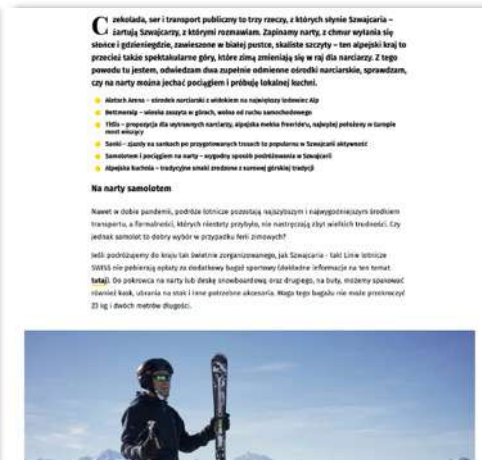 Czekolada, ser i transport publiczny to trzy rzeczy, z których słynie Szwajcaria –
żartują Szwajcarzy, z którymi rozmawiam. Zapinamy narty, z chmur wyłania się
słońce i gdzieniegdzie, zawieszone w białej pustce, skaliste szczyty – ten alpejski kraj to
przecież także spektakularne góry, które zimą zmieniają się w raj dla narciarzy. Z tego
powodu tu jestem, odwiedzam dwa zupełnie odmienne ośrodki narciarskie, sprawdzam,
czy na narty można jechać pociągiem i próbuję lokalnej kuchni.
Aletsch Arena – ośrodek narciarski z widokiem na największy lodowiec Alp
Bettmeralp – wioska zaszyta w górach, wolna od ruchu samochodowego
Titlis – propozycja dla wytrawnych narciarzy, alpejska mekka freeride'u, najwyżej położony w Europie
most wiszący
Sanki – zjazdy na sankach po przygotowanych trasach to popularna w Szwajcarii aktywność
Samolotem i pociągiem na narty – wygodny sposób podróżowania w Szwajcarii
Alpejska kuchnia – tradycyjne smaki zrodzone z surowej górskiej tradycji
Na narty samolotem
Nawet w dobie pandemii, podróże lotnicze pozostają najszybszym i najwygodniejszym środkiem
transportu, a formalności, których niestety przybyło, nie nastręczają zbyt wielkich trudności. Czy
jednak samolot to dobry wybór w przypadku ferii zimowych?
Jeśli podróżujemy do kraju tak świetnie zorganizowanego, jak Szwajcaria - tak! Linie lotnicze
SWISS nie pobierają opłaty za dodatkowy bagaż sportowy (dokładne informacje na ten temat
tutaj). Do pokrowca na narty lub deskę snowboardową oraz drugiego, na buty, możemy spakować
również kask, ubrania na stok i inne potrzebne akcesoria. Waga tego bagażu nie może przekroczyć
23 kg i dwóch metrów długości.